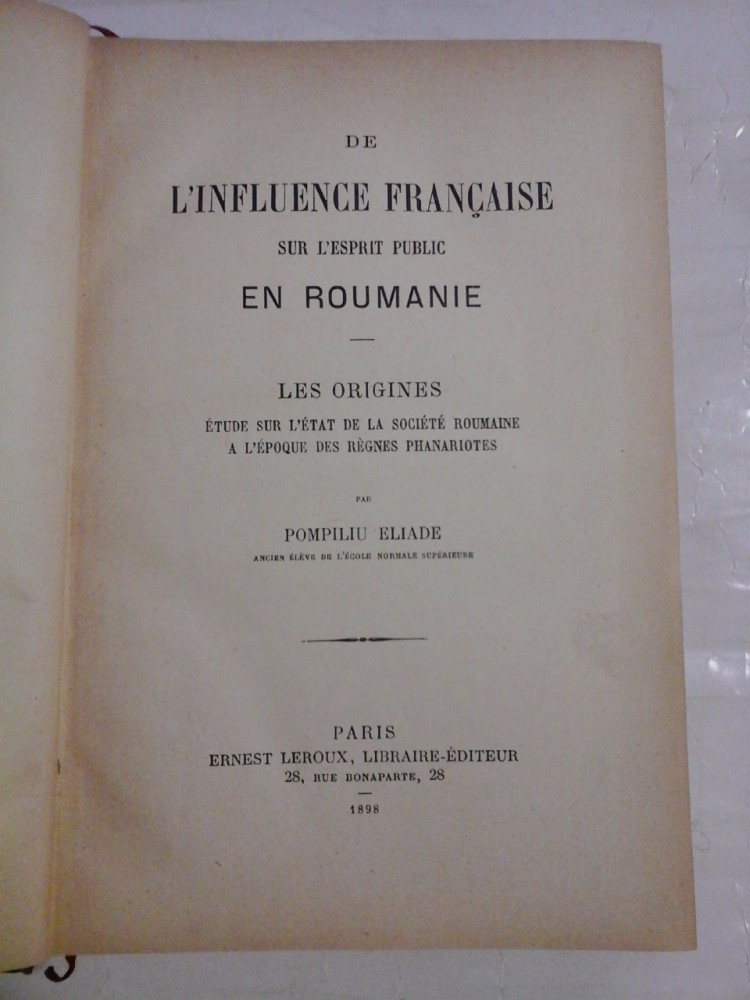 DE
L'INFLUENCE FRANÇAISE
SUR L'ESPRIT PUBLIC
EN ROUMANIE
LES ORIGINES
ÉTUDE SUR L'ÉTAT DE LA SOCIÉTÉ ROUMAINE
A L'ÉPOQUE DES RÈGNES PHANARIOTES
PAR
POMPILIU ELIADE
ANCIEN ÉLÈVE DE L'ÉCOLE NORMALE SUPÉRIEURE
PARIS
ERNEST LEROUX, LIBRAIRE-ÉDITEUR
28, RUE BONAPARTE, 28
1898